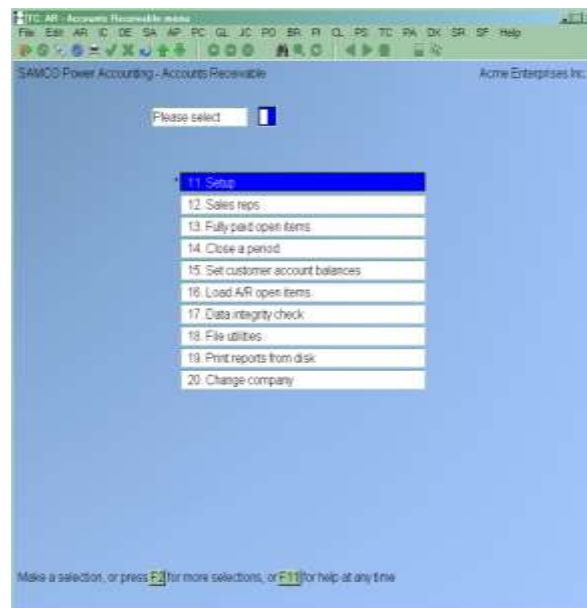 TC AR - Accounts Receivable menu
File Edit AR IC OE SA AP PC GL JC PO BR FI CL PS TC PA DX SR SF Help
SAMCO Power Accounting - Accounts Receivable Acme Enterprises Inc.
Please select
11. Setup
12. Sales reps
13. Fully paid open items
14. Close a period
15. Set customer account balances
16. Load A/R open items
17. Data integrity check
18. File utilities
19. Print reports from disk
20. Change company
Make a selection, or press F2 for more selections, or F11 for help at any time